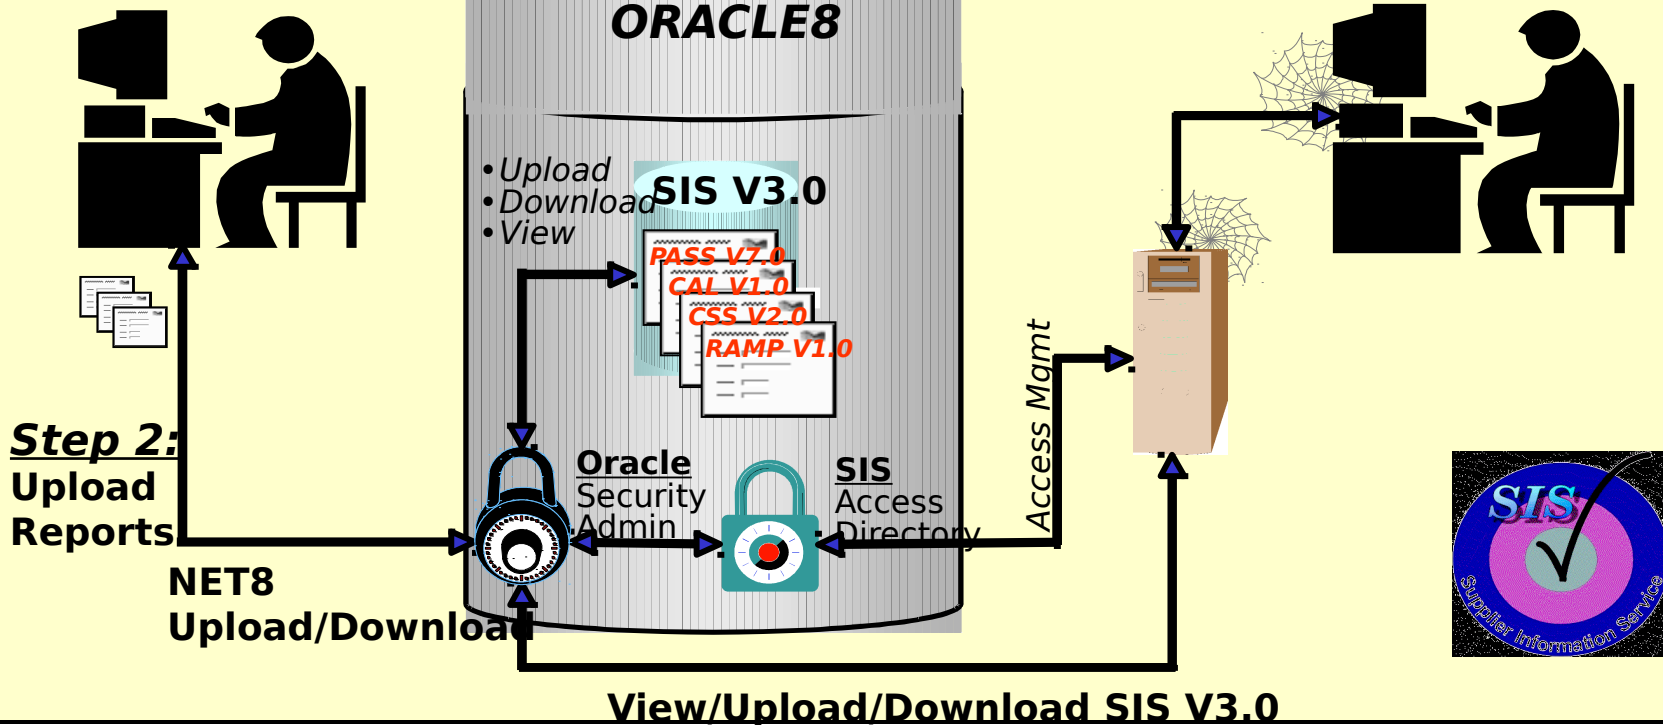 ORACLE8
•Upload
•Download
•View
SIS V3.0
PASS V7.0
CAL V1.0
CSS V2.0
RAMP V1.0
Step 2:
Upload
Reports
Oracle
Security
Admin
SIS
Access
Directory
Access Mgmt
NET8
Upload/Download
View/Upload/Download SIS V3.0
SIS
Supplier Information Service